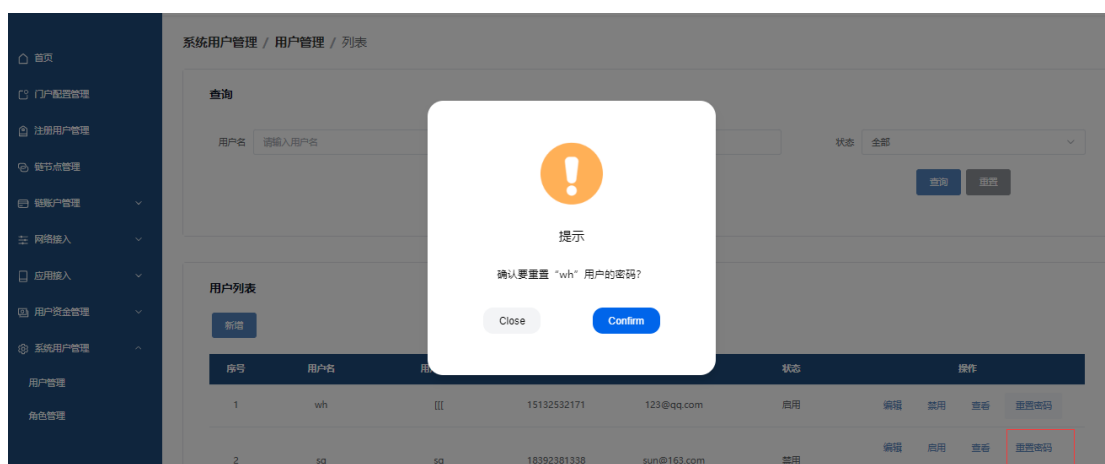 系统用户管理 / 用户管理 / 列表
首页
门户配置管理
注册用户管理
链节点管理
链账户管理
网络接入
应用接入
用户资金管理
系统用户管理
用户管理
角色管理
查询
用户名 请输入用户名
状态 全部
查询 重置
提示
确认要重置“wh”用户的密码?
Close Confirm
用户列表
新增
序号 用户名 用 状态 操作
1 wh [[[ 15132532171 123@qq.com 启用 编辑 禁用 查看 重置密码
2 sq sq 18392381338 sun@163.com 禁用 编辑 启用 查看 重置密码